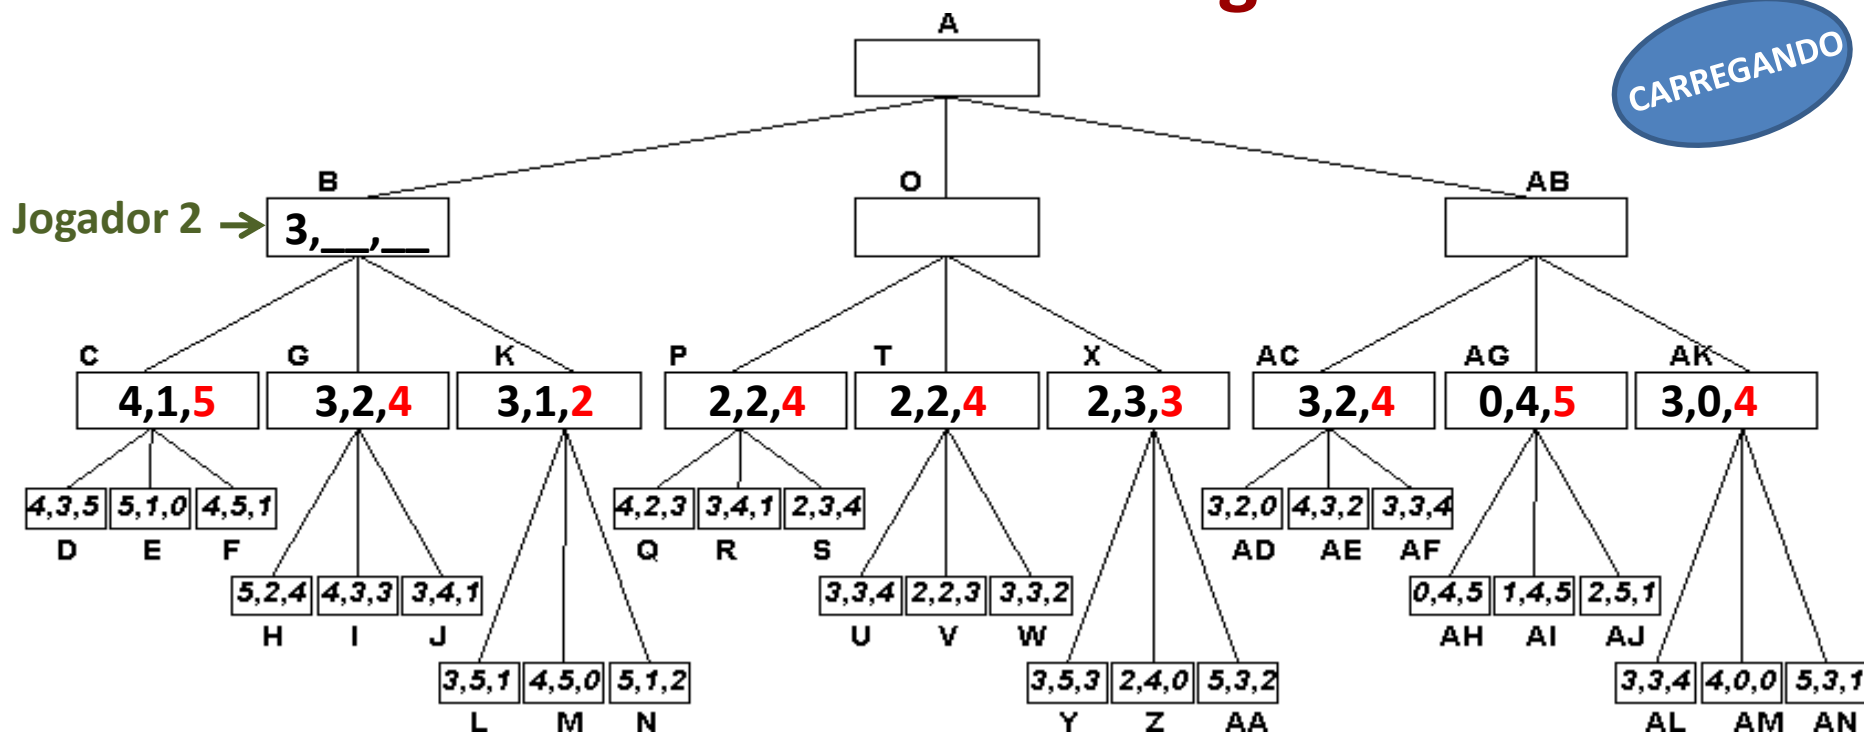 A
CARREGANDO
B O AB
Jogador 2 → 3,__,__
C G K P T X AC AG AK
4,1,5 3,2,4 3,1,2 2,2,4 2,2,4 2,3,3 3,2,4 0,4,5 3,0,4
4,3,5 5,1,0 4,5,1 4,2,3 3,4,1 2,3,4 3,2,0 4,3,2 3,3,4
D E F Q R S AD AE AF
5,2,4 4,3,3 3,4,1 3,3,4 2,2,3 3,3,2 0,4,5 1,4,5 2,5,1
H I J U V W AH AI AJ
3,5,1 4,5,0 5,1,2 3,5,3 2,4,0 5,3,2 3,3,4 4,0,0 5,3,1
L M N Y Z AA AL AM AN